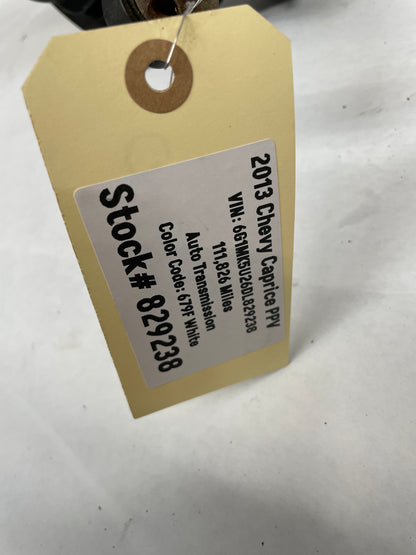 2013 Chevy Caprice PPV
VIN: 6G1MK5U26DL829238
111,826 Miles
Auto Transmission
Color Code: 679F White
Stock# 829238